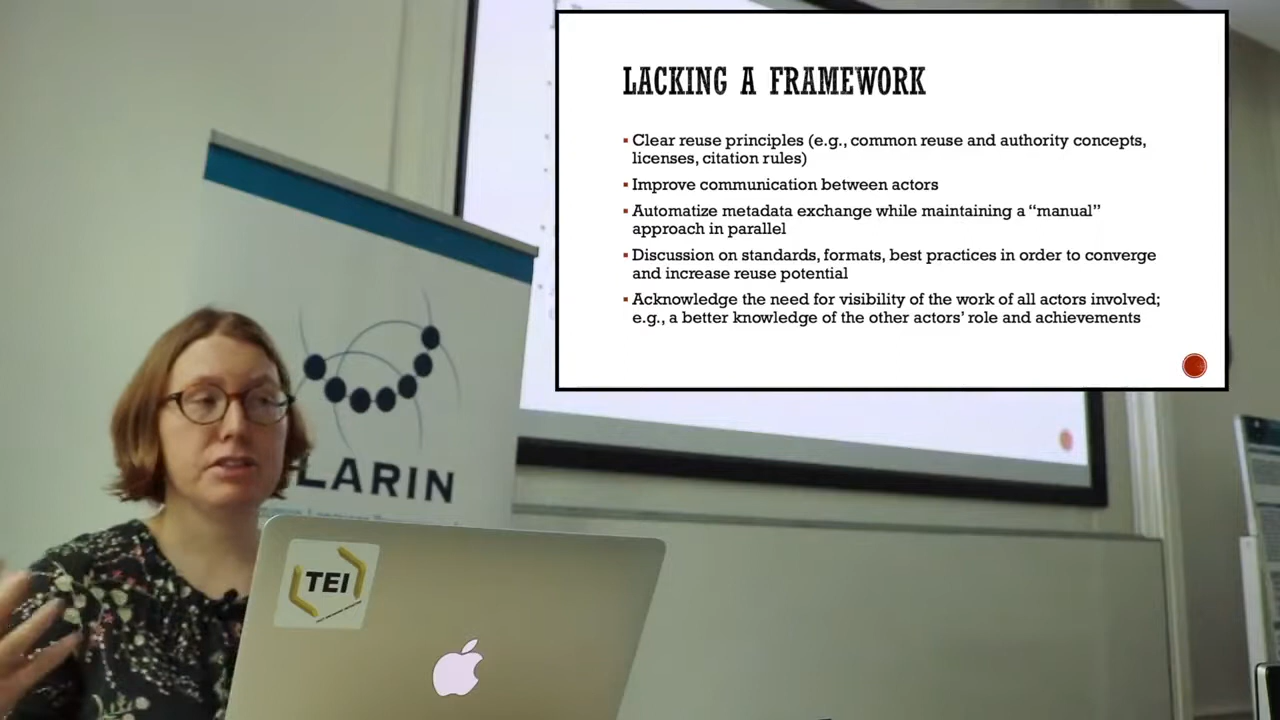 LACKING A FRAMEWORK
Clear reuse principles (e.g., common reuse and authority concepts,
licenses, citation rules)
Improve communication between actors
Automatize metadata exchange while maintaining a “manual”
approach in parallel
Discussion on standards, formats, best practices in order to converge
and increase reuse potential
Acknowledge the need for visibility of the work of all actors involved;
e.g., a better knowledge of the other actors’ role and achievements
LARIN
TEI